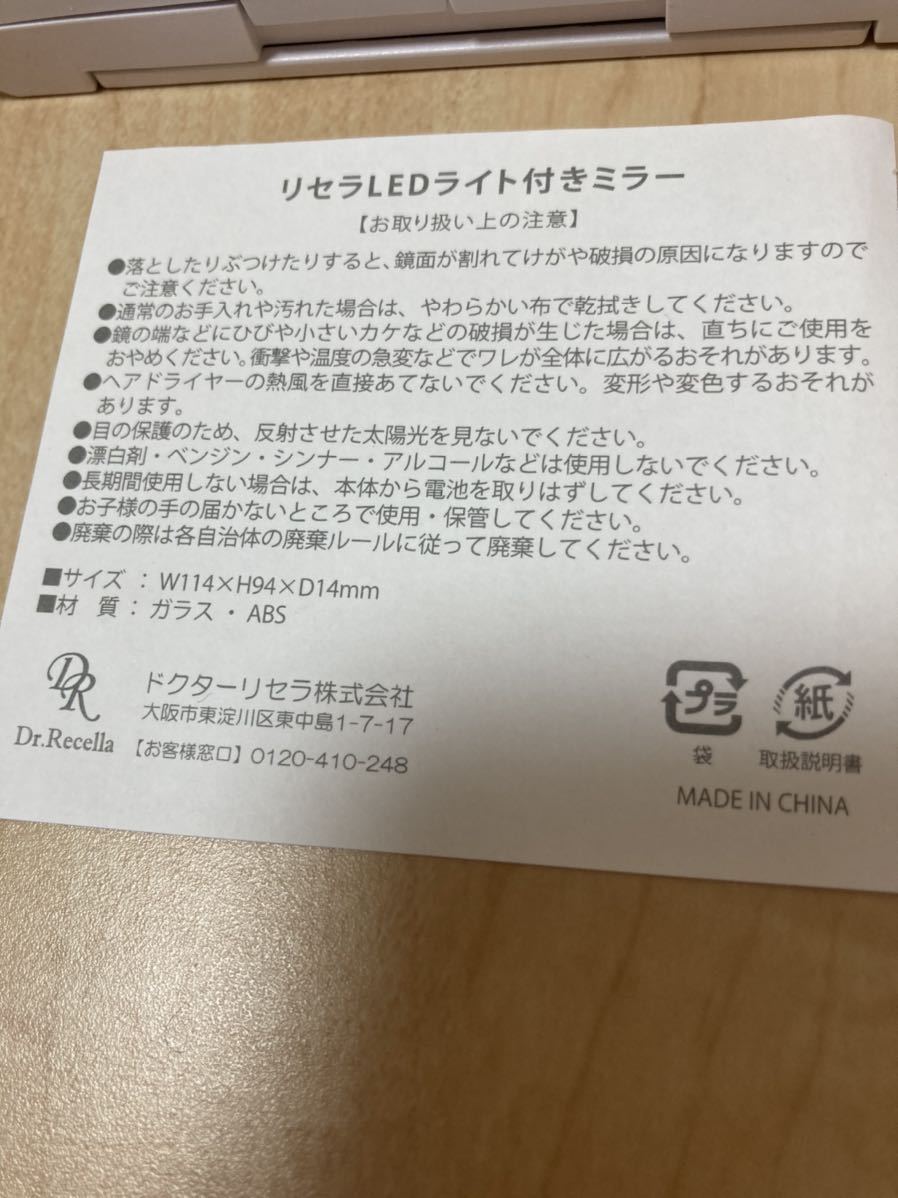 リセラLEDライト付きミラー
【お取り扱い上の注意】
●落としたりぶつけたりすると、鏡面が割れてけがや破損の原因になりますので
ご注意ください。
●通常のお手入れや汚れた場合は、やわらかい布で乾拭きしてください。
●鏡の端などにひびや小さいカケなどの破損が生じた場合は、直ちにご使用を
おやめください。衝撃や温度の急変などでワレが全体に広がるおそれがあります。
●ヘアドライヤーの熱風を直接あてないでください。変形や変色するおそれが
あります。
●目の保護のため、反射させた太陽光を見ないでください。
●漂白剤・ベンジン・シンナー・アルコールなどは使用しないでください。
●長期間使用しない場合は、本体から電池を取りはずしてください。
●お子様の手の届かないところで使用・保管してください。
●廃棄の際は各自治体の廃棄ルールに従って廃棄してください。
■サイズ : W114×H94×D14mm
■材 質 : ガラス・ABS
DR
Dr.Recella
ドクターリセラ株式会社
大阪市東淀川区東中島1-7-17
【お客様窓口】0120-410-248
プラ
袋
紙
取扱説明書
MADE IN CHINA